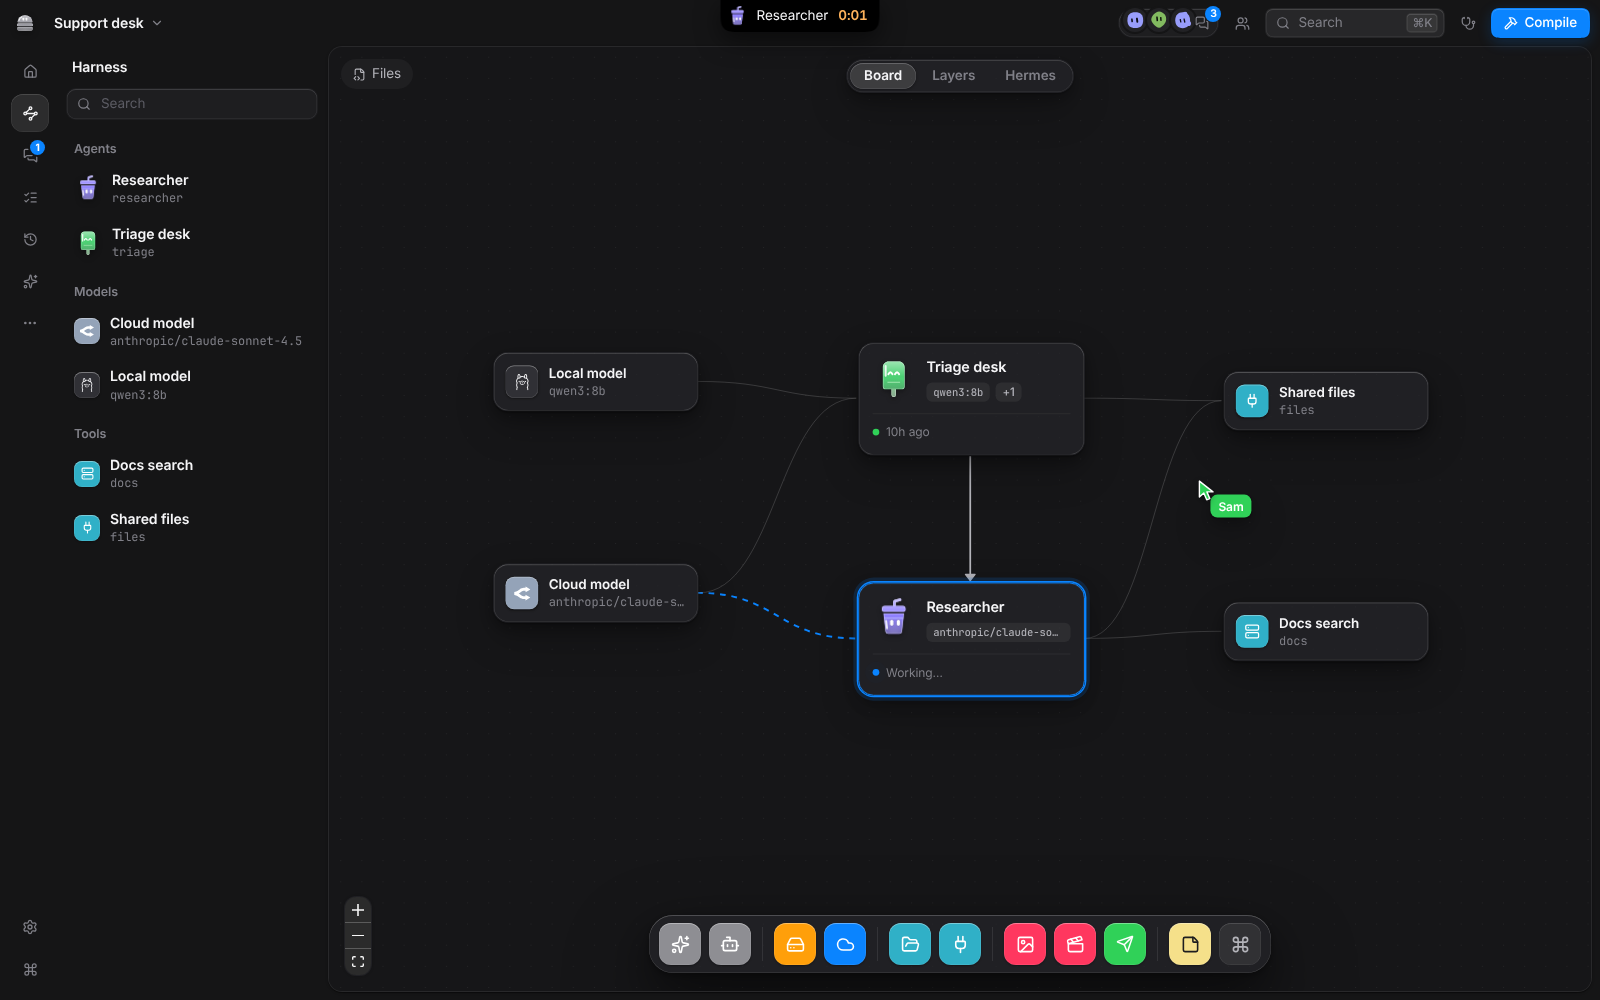 Support desk
Researcher 0:01
3
Search ⌘K
Compile
Harness
Search
1
Agents
Researcher
researcher
Triage desk
triage
Models
Cloud model
anthropic/claude-sonnet-4.5
Local model
qwen3:8b
Tools
Docs search
docs
Shared files
files
Files
Board Layers Hermes
Local model
qwen3:8b
Triage desk
qwen3:8b +1
10h ago
Shared files
files
Sam
Cloud model
anthropic/claude-s…
Researcher
anthropic/claude-so…
Working...
Docs search
docs